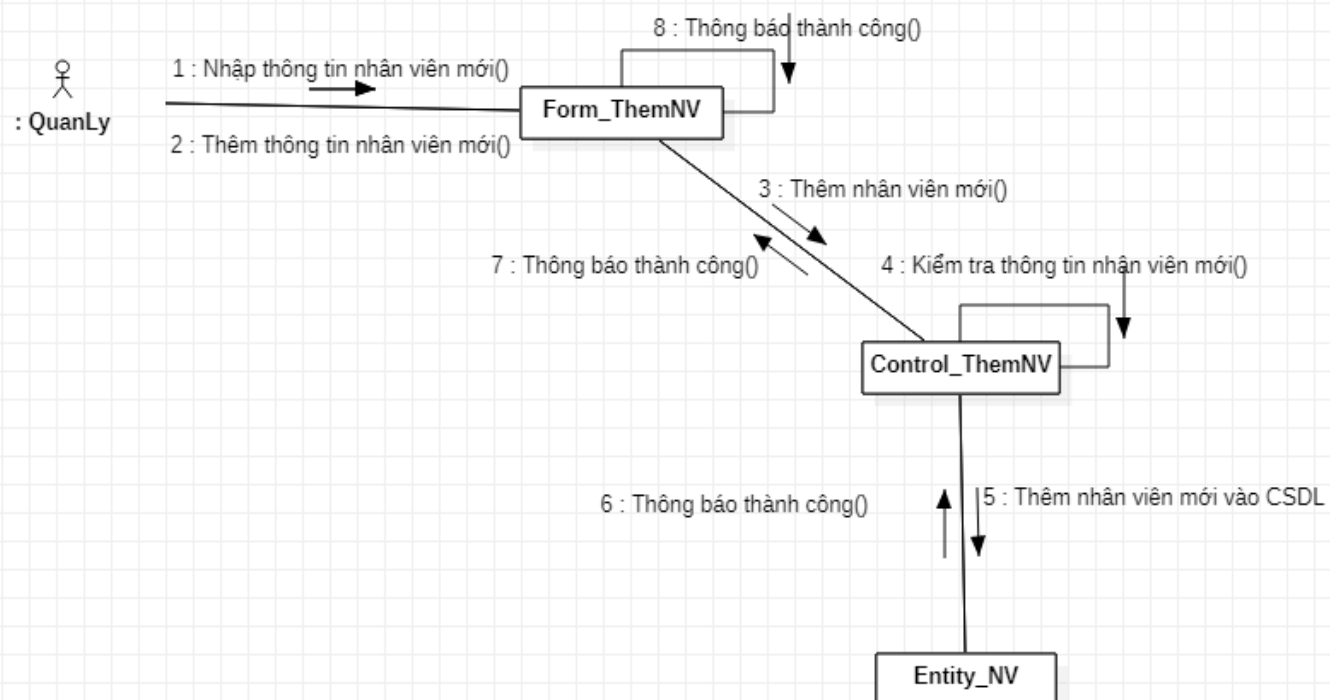 8 : Thông báo thành công()
1 : Nhập thông tin nhân viên mới()
Form_ThemNV
: QuanLy
2 : Thêm thông tin nhân viên mới()
3 : Thêm nhân viên mới()
7 : Thông báo thành công()
4 : Kiểm tra thông tin nhân viên mới()
Control_ThemNV
6 : Thông báo thành công()
5 : Thêm nhân viên mới vào CSDL
Entity_NV